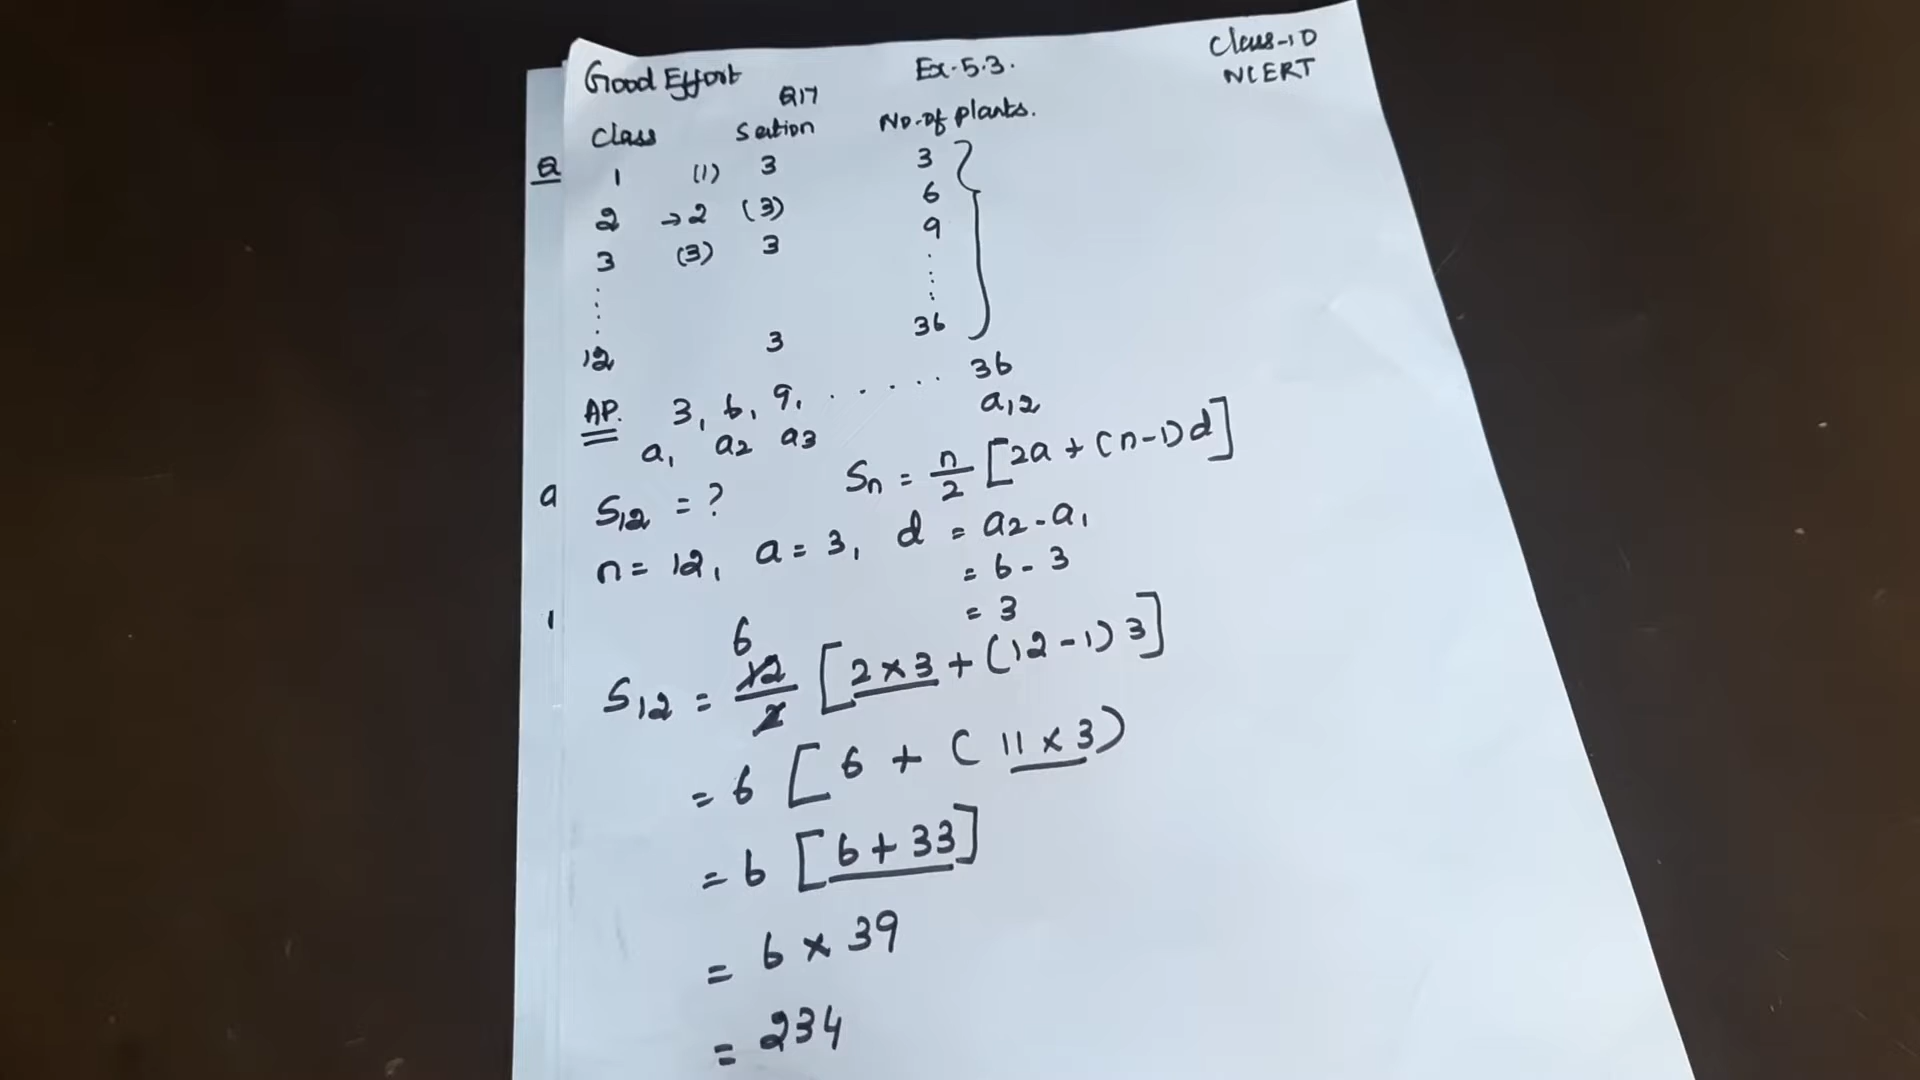 Good Effort Ex-5.3. Class-10
NCERT
Q17
Class Section No.of plants.
Q 1 (1) 3 3
2 →2 (3) 6
3 (3) 3 9
12 3 36
AP. 3, 6, 9, ....... 36
a1 a2 a3 a12
a S12 = ? Sn = n/2 [2a + (n-1)d]
n = 12, a = 3, d = a2 - a1
= 6 - 3
= 3
6
S12 = 12/2 [2×3 + (12-1)3]
= 6 [6 + (11×3)
= 6 [6 + 33]
= 6 × 39
= 234